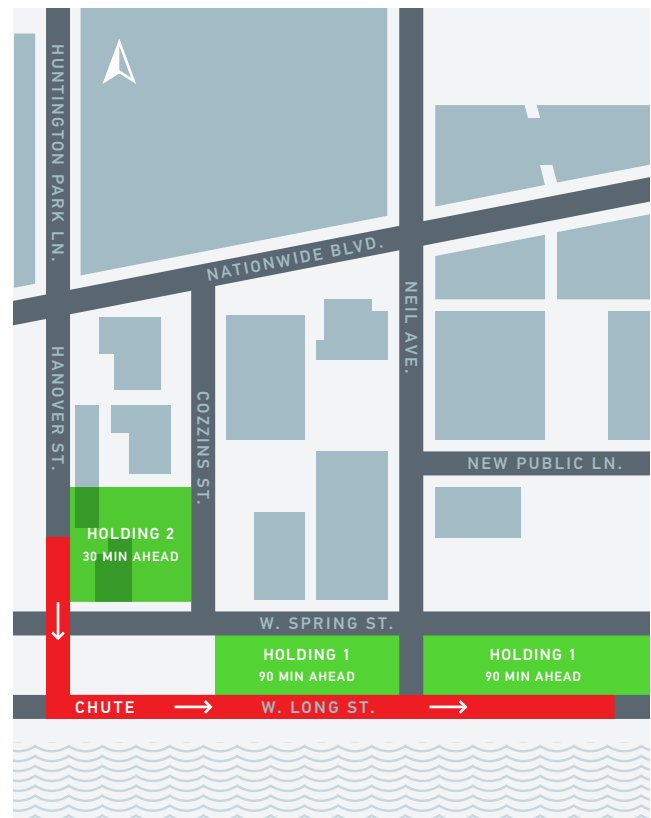 HUNTINGTON PARK LN.
NATIONWIDE BLVD.
NEIL AVE.
HANOVER ST.
COZZINS ST.
NEW PUBLIC LN.
HOLDING 2
30 MIN AHEAD
W. SPRING ST.
HOLDING 1
90 MIN AHEAD
HOLDING 1
90 MIN AHEAD
CHUTE
W. LONG ST.